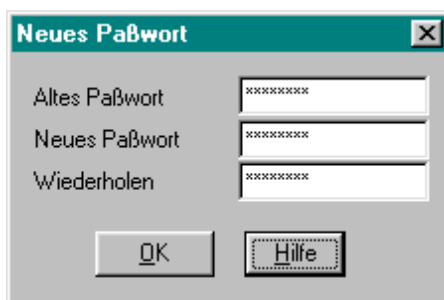 Neues Paßwort
Altes Paßwort ********
Neues Paßwort ********
Wiederholen ********
OK Hilfe